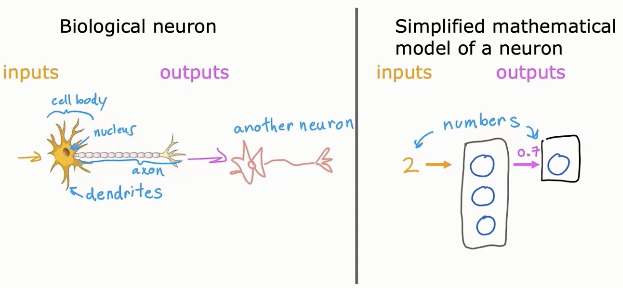 Biological neuron
inputs
outputs
cell body
nucleus
axon
dendrites
another neuron
Simplified mathematical
model of a neuron
inputs
outputs
numbers
2
0.7